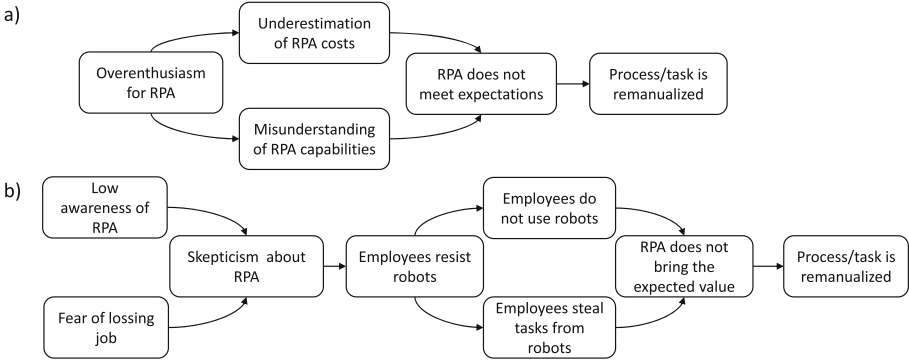 a)
Underestimation
of RPA costs
Overenthusiasm
for RPA
Misunderstanding
of RPA capabilities
RPA does not
meet expectations
Process/task is
remanualized
b)
Low
awareness of
RPA
Fear of lossing
job
Skepticism about
RPA
Employees resist
robots
Employees do
not use robots
Employees steal
tasks from
robots
RPA does not
bring the
expected value
Process/task is
remanualized